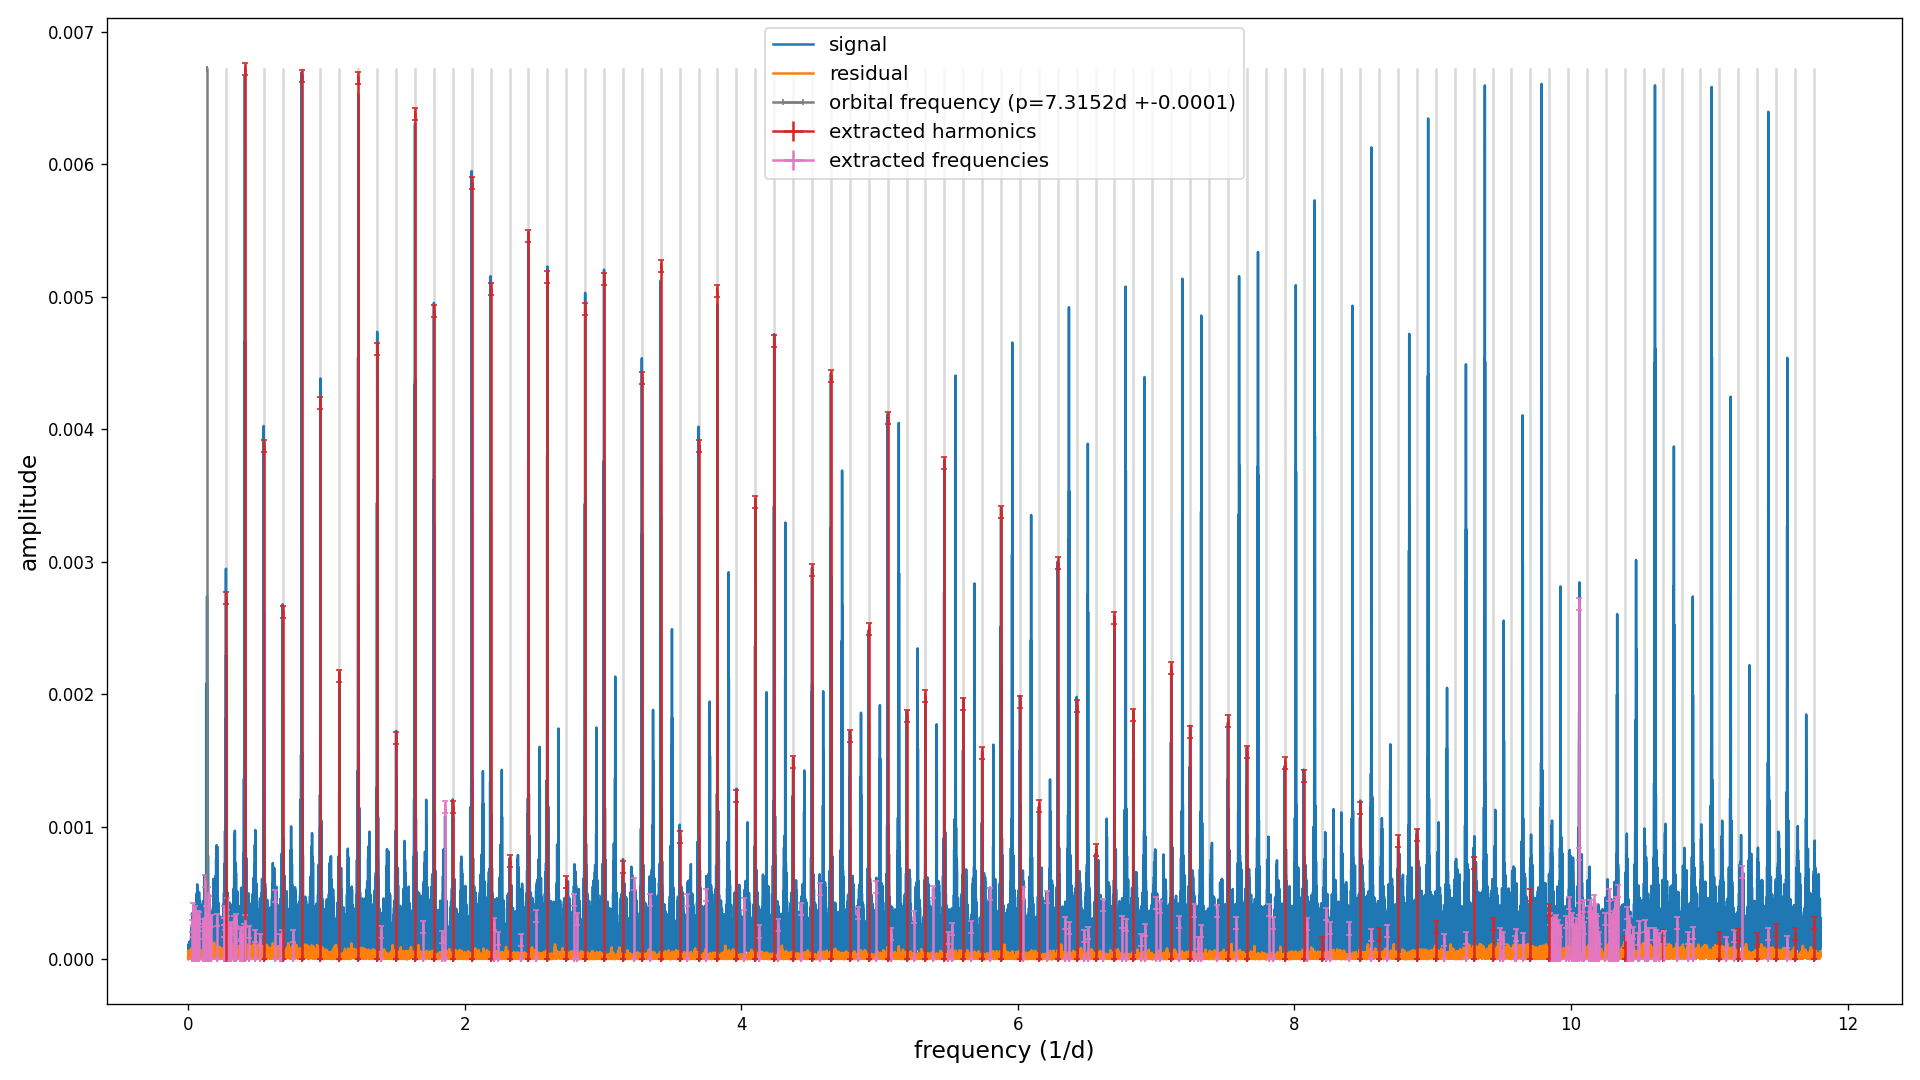 signal
residual
orbital frequency (p=7.3152d +-0.0001)
extracted harmonics
extracted frequencies
0.007
0.006
0.005
0.004
0.003
0.002
0.001
0.000
amplitude
0
2
4
6
8
10
12
frequency (1/d)